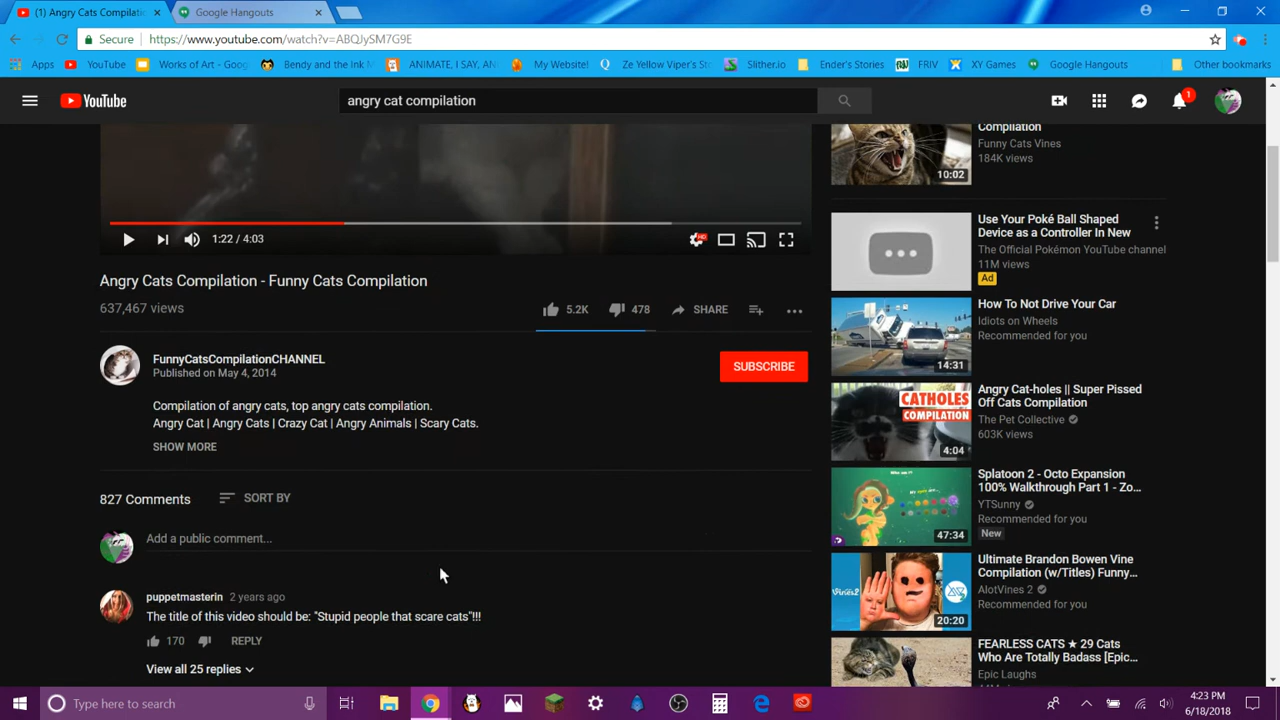 (1) Angry Cats Compilatio
Google Hangouts
Secure
https://www.youtube.com/watch?v=ABQJySM7G9E
Apps
YouTube
Works of Art - Goog
Bendy and the Ink M
ANIMATE, I SAY, AN
My Website!
Ze Yellow Viper's St
Slither.io
Ender's Stories
FRIV
XY Games
Google Hangouts
Other bookmarks
YouTube
angry cat compilation
1
1:22 / 4:03
HD
Angry Cats Compilation - Funny Cats Compilation
637,467 views
5.2K
478
SHARE
FunnyCatsCompilationCHANNEL
Published on May 4, 2014
SUBSCRIBE
Compilation of angry cats, top angry cats compilation.
Angry Cat | Angry Cats | Crazy Cat | Angry Animals | Scary Cats.
SHOW MORE
827 Comments
SORT BY
Add a public comment...
puppetmasterin 2 years ago
The title of this video should be: "Stupid people that scare cats"!!!
170
REPLY
View all 25 replies
Compilation
Funny Cats Vines
184K views
10:02
Use Your Poké Ball Shaped
Device as a Controller In New
The Official Pokémon YouTube channel
11M views
Ad
How To Not Drive Your Car
Idiots on Wheels
Recommended for you
14:31
Angry Cat-holes || Super Pissed
Off Cats Compilation
The Pet Collective
603K views
CATHOLES
COMPILATION
4:04
Splatoon 2 - Octo Expansion
100% Walkthrough Part 1 - Zo...
YTSunny
Recommended for you
New
Who am I?
47:34
Ultimate Brandon Bowen Vine
Compilation (w/Titles) Funny...
AlotVines 2
Recommended for you
Vines2
20:20
FEARLESS CATS ★ 29 Cats
Who Are Totally Badass [Epic...
Epic Laughs
Type here to search
4:23 PM
6/18/2018